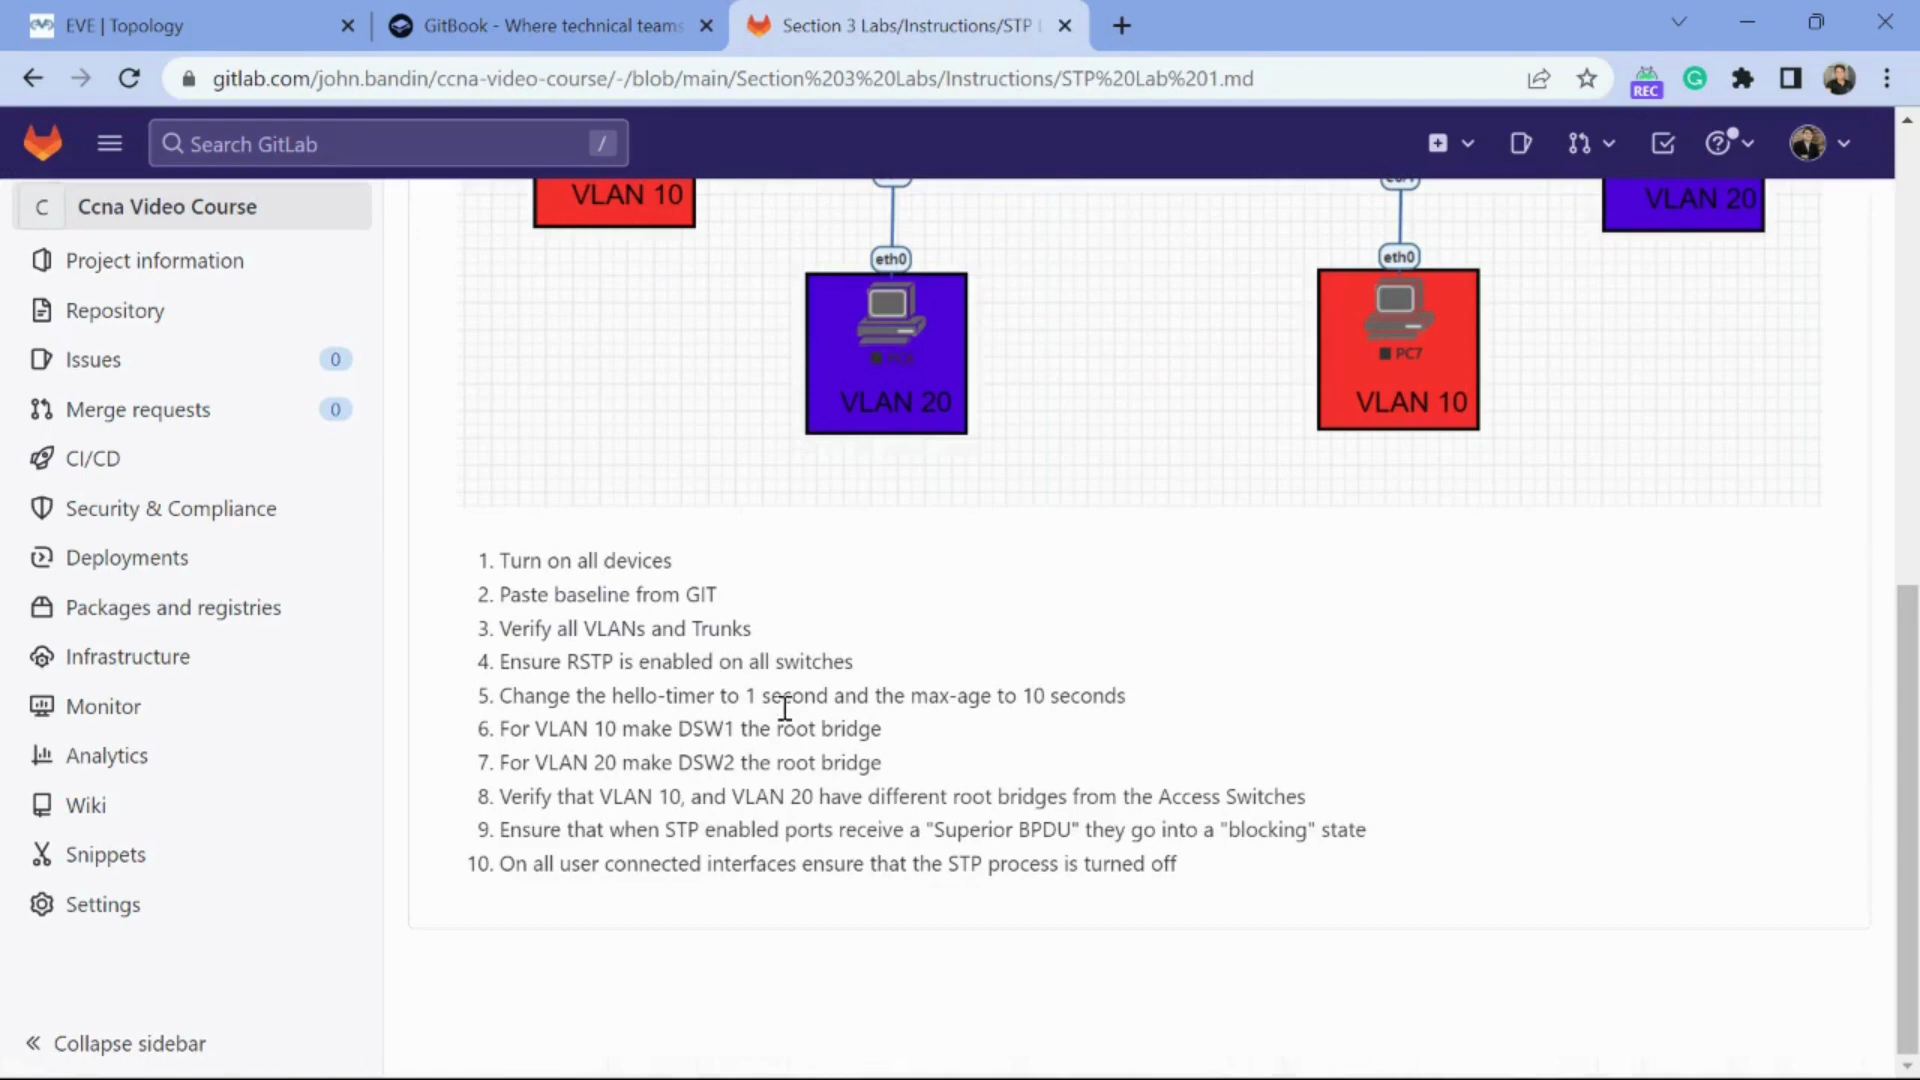 EVE | Topology
GitBook - Where technical teams
Section 3 Labs/Instructions/STP
gitlab.com/john.bandin/ccna-video-course/-/blob/main/Section%203%20Labs/Instructions/STP%20Lab%201.md
REC
Search GitLab
/
C
Ccna Video Course
Project information
Repository
Issues
0
Merge requests
0
CI/CD
Security & Compliance
Deployments
Packages and registries
Infrastructure
Monitor
Analytics
Wiki
Snippets
Settings
Collapse sidebar
VLAN 10
VLAN 20
eth0
eth0
PC7
VLAN 20
VLAN 10
1. Turn on all devices
2. Paste baseline from GIT
3. Verify all VLANs and Trunks
4. Ensure RSTP is enabled on all switches
5. Change the hello-timer to 1 second and the max-age to 10 seconds
6. For VLAN 10 make DSW1 the root bridge
7. For VLAN 20 make DSW2 the root bridge
8. Verify that VLAN 10, and VLAN 20 have different root bridges from the Access Switches
9. Ensure that when STP enabled ports receive a "Superior BPDU" they go into a "blocking" state
10. On all user connected interfaces ensure that the STP process is turned off